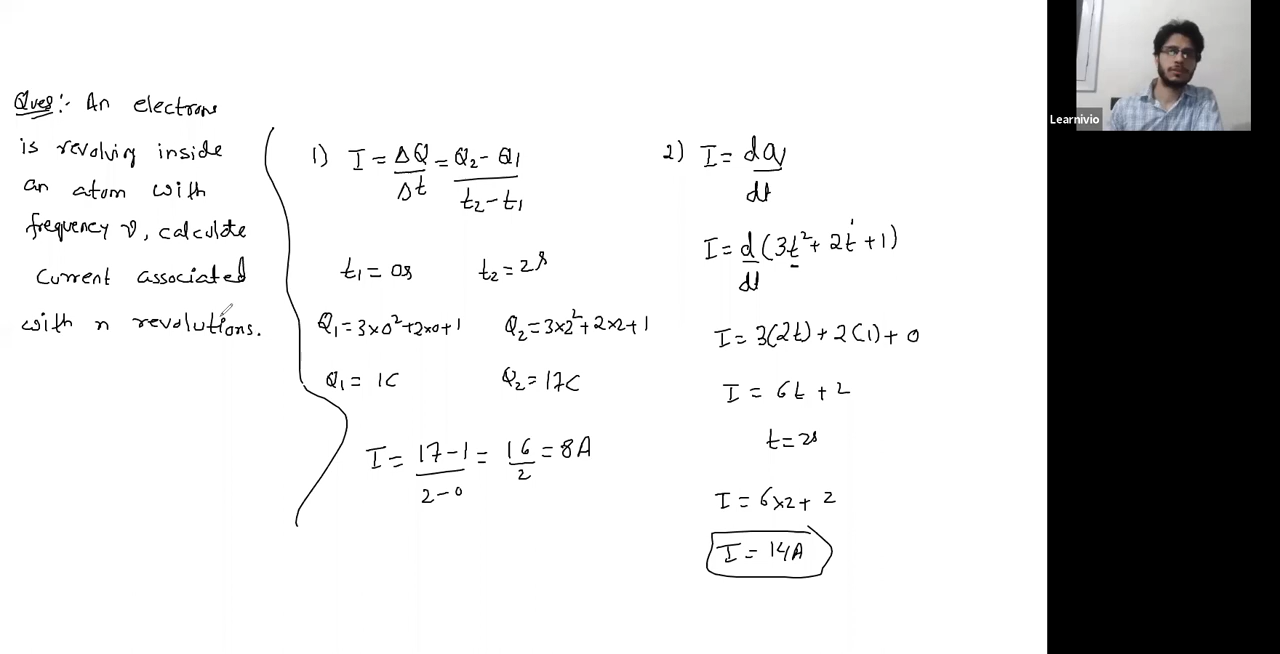 Ques:- An electrons
is revolving inside
an atom with
frequency ν, calculate
current associated
with n revolutions.
1) I = ΔQ/Δt = Q₂ - Q₁/t₂ - t₁
t₁ = 0s t₂ = 2s
Q₁ = 3×0²+2×0+1 Q₂ = 3×2²+2×2+1
Q₁ = 1C Q₂ = 17C
I = 17-1/2-0 = 16/2 = 8A
2) I = dq/dt
I = d/dt (3t²+ 2t¹ + 1)
I = 3(2t) + 2(1) + 0
I = 6t + 2
t = 2s
I = 6×2 + 2
I = 14A
Learnivio